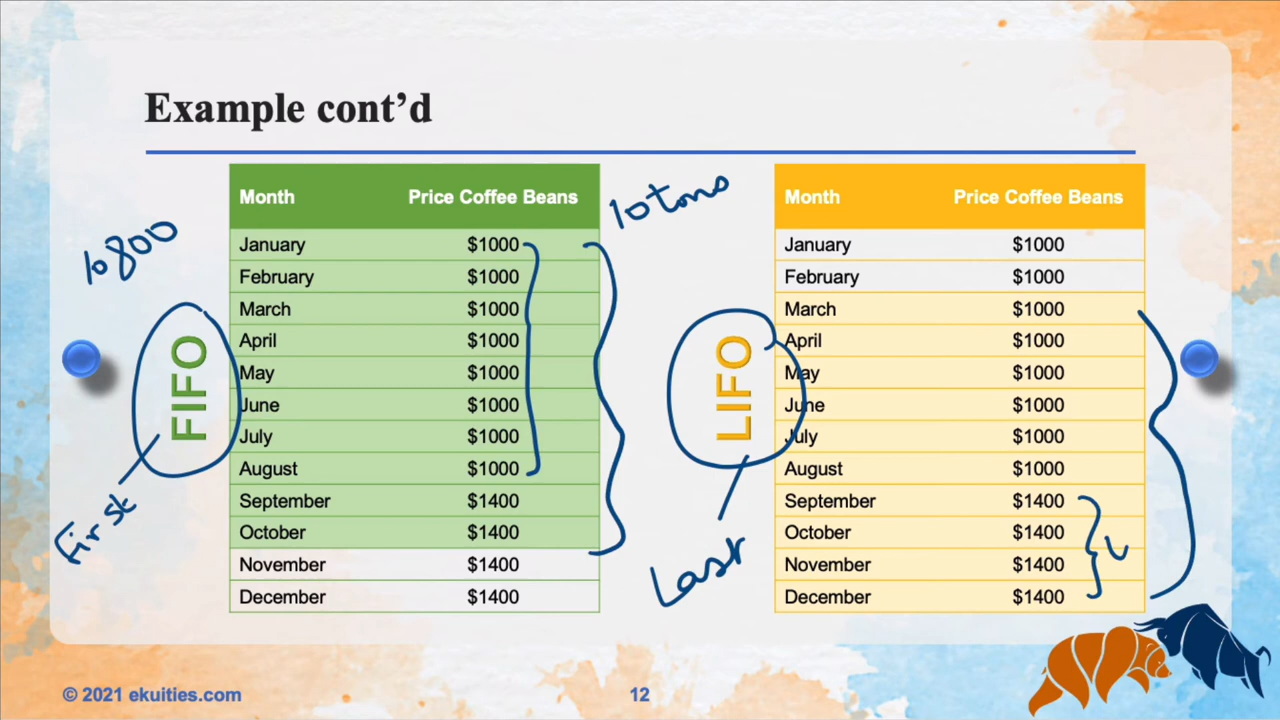 Example cont’d
10 tons
10800
FIFO
First
Month Price Coffee Beans
January $1000
February $1000
March $1000
April $1000
May $1000
June $1000
July $1000
August $1000
September $1400
October $1400
November $1400
December $1400
LIFO
Last
Month Price Coffee Beans
January $1000
February $1000
March $1000
April $1000
May $1000
June $1000
July $1000
August $1000
September $1400
October $1400
November $1400
December $1400
© 2021 ekuities.com
12